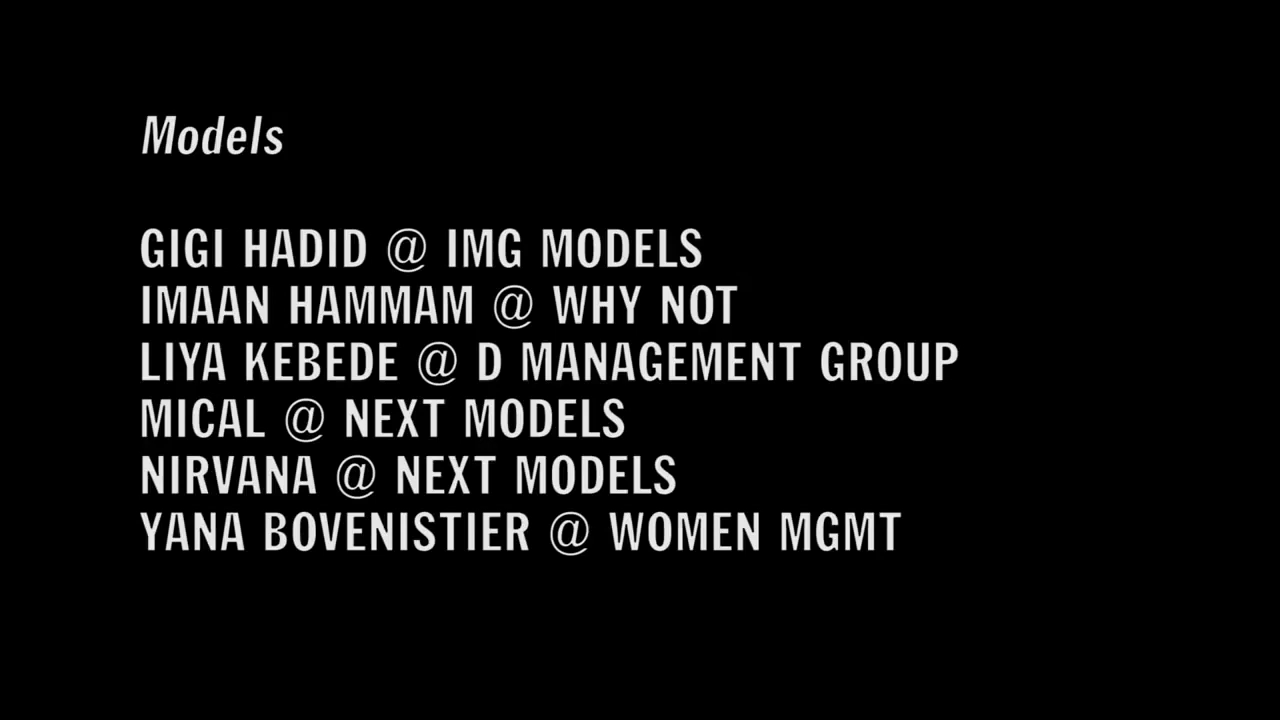 Models
GIGI HADID @ IMG MODELS
IMAAN HAMMAM @ WHY NOT
LIYA KEBEDE @ D MANAGEMENT GROUP
MICAL @ NEXT MODELS
NIRVANA @ NEXT MODELS
YANA BOVENISTIER @ WOMEN MGMT